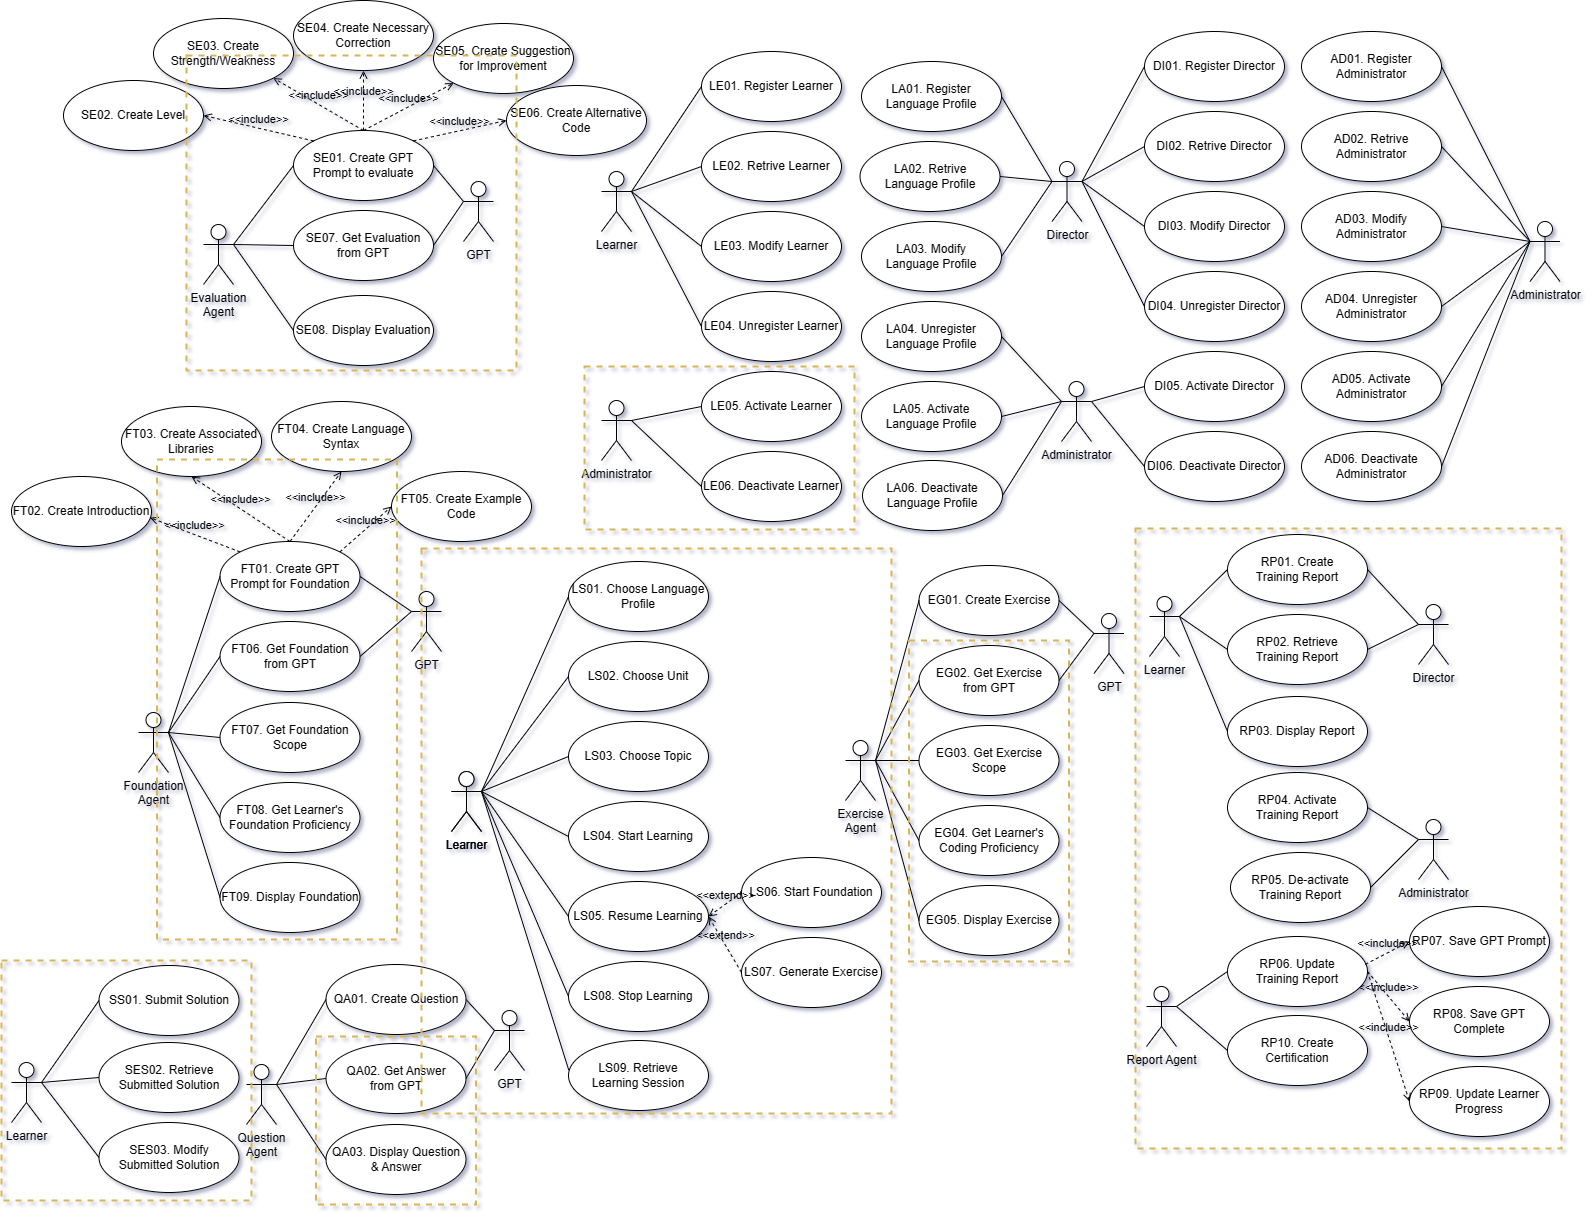 SE04. Create Necessary
Correction
SE03. Create
Strength/Weakness
SE05. Create Suggestion
for Improvement
SE02. Create Level
SE06. Create Alternative
Code
<<include>>
<<include>>
<<include>>
<<include>>
<<include>>
SE01. Create GPT
Prompt to evaluate
SE07. Get Evaluation
from GPT
SE08. Display Evaluation
Evaluation
Agent
GPT
LE01. Register Learner
LE02. Retrive Learner
LE03. Modify Learner
LE04. Unregister Learner
Learner
LE05. Activate Learner
LE06. Deactivate Learner
Administrator
LA01. Register
Language Profile
LA02. Retrive
Language Profile
LA03. Modify
Language Profile
LA04. Unregister
Language Profile
LA05. Activate
Language Profile
LA06. Deactivate
Language Profile
Director
Administrator
DI01. Register Director
DI02. Retrive Director
DI03. Modify Director
DI04. Unregister Director
DI05. Activate Director
DI06. Deactivate Director
AD01. Register
Administrator
AD02. Retrive
Administrator
AD03. Modify
Administrator
AD04. Unregister
Administrator
AD05. Activate
Administrator
AD06. Deactivate
Administrator
Administrator
FT03. Create Associated
Libraries
FT04. Create Language
Syntax
FT02. Create Introduction
FT05. Create Example
Code
<<include>>
<<include>>
<<include>>
<<include>>
FT01. Create GPT
Prompt for Foundation
FT06. Get Foundation
from GPT
FT07. Get Foundation
Scope
FT08. Get Learner's
Foundation Proficiency
FT09. Display Foundation
Foundation
Agent
GPT
LS01. Choose Language
Profile
LS02. Choose Unit
LS03. Choose Topic
LS04. Start Learning
LS05. Resume Learning
LS08. Stop Learning
LS09. Retrieve
Learning Session
Learner
<<extend>>
<<extend>>
LS06. Start Foundation
LS07. Generate Exercise
EG01. Create Exercise
EG02. Get Exercise
from GPT
EG03. Get Exercise
Scope
EG04. Get Learner's
Coding Proficiency
EG05. Display Exercise
Exercise
Agent
GPT
RP01. Create
Training Report
RP02. Retrieve
Training Report
RP03. Display Report
Learner
Director
RP04. Activate
Training Report
RP05. De-activate
Training Report
Administrator
RP06. Update
Training Report
RP10. Create
Certification
Report Agent
<<include>>
<<include>>
<<include>>
RP07. Save GPT Prompt
RP08. Save GPT
Complete
RP09. Update Learner
Progress
SS01. Submit Solution
SES02. Retrieve
Submitted Solution
SES03. Modify
Submitted Solution
Learner
QA01. Create Question
QA02. Get Answer
from GPT
QA03. Display Question
& Answer
Question
Agent
GPT